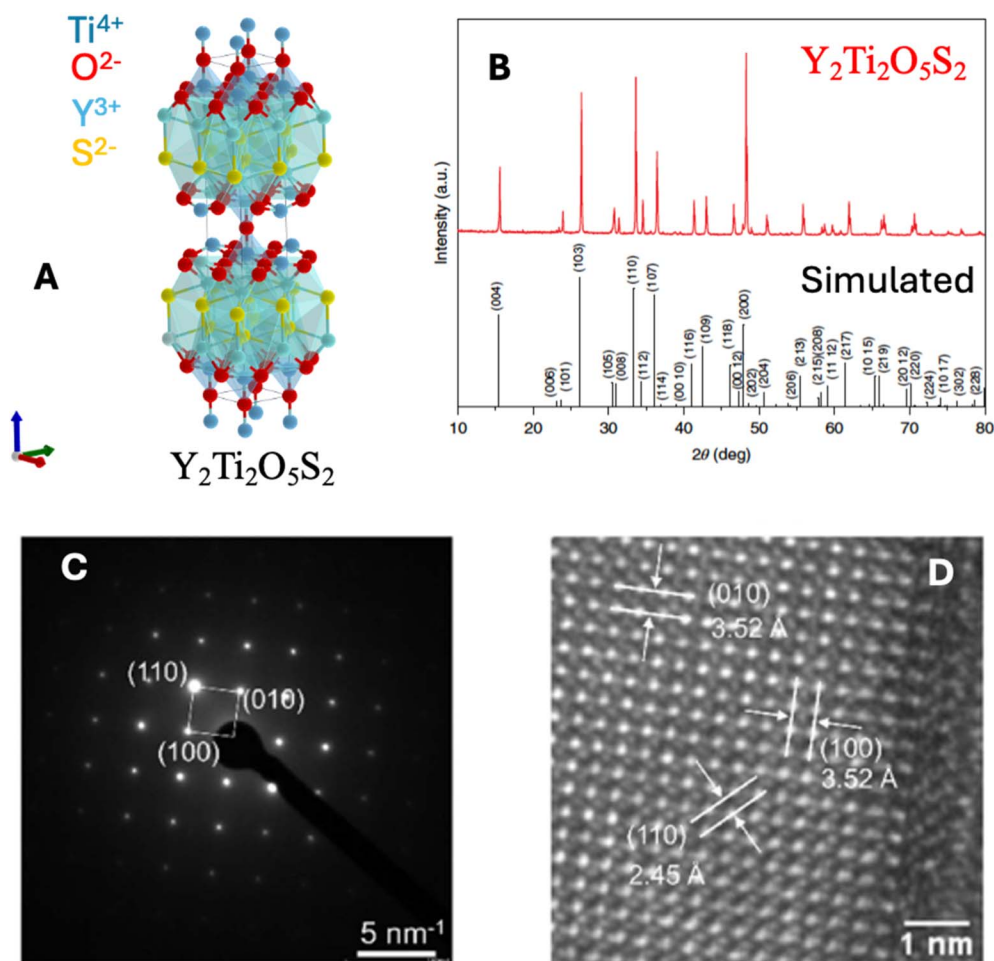 Ti4+
O2-
Y3+
S2-
A
Y2Ti2O5S2
B
Y2Ti2O5S2
Simulated
Intensity (a.u.)
(004)
(006)
(101)
(103)
(105)
(008)
(110)
(112)
(107)
(114)
(00 10)
(116)
(109)
(118)
(00 12)
(200)
(202)
(204)
(206)
(213)
(215)
(208)
(11 12)
(217)
(10 15)
(219)
(20 12)
(220)
(224)
(10 17)
(302)
(228)
10 20 30 40 50 60 70 80
2θ (deg)
C
(110)
(010)
(100)
5 nm-1
D
(010)
3.52 Å
(100)
3.52 Å
(110)
2.45 Å
1 nm